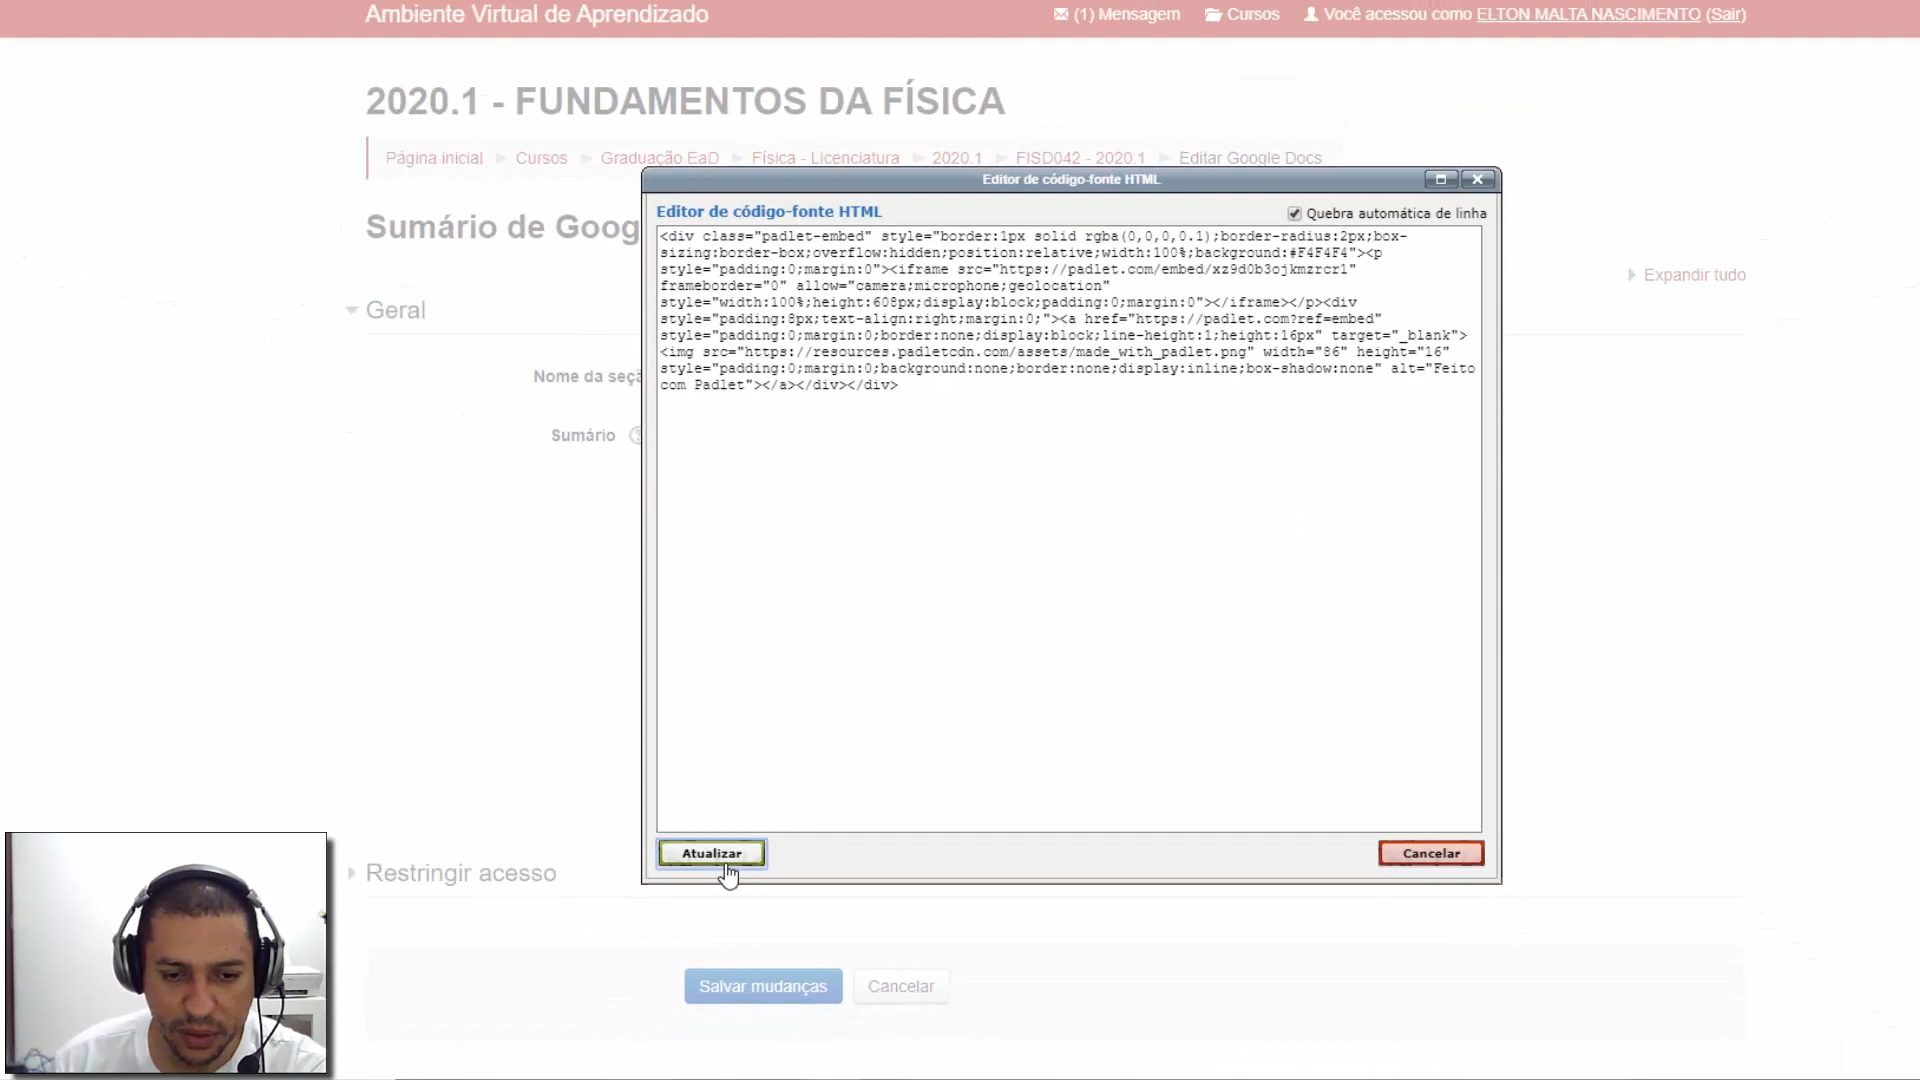 Ambiente Virtual de Aprendizado
(1) Mensagem
Cursos
Você acessou como ELTON MALTA NASCIMENTO (Sair)
2020.1 - FUNDAMENTOS DA FÍSICA
Página inicial
Cursos
Graduação EaD
Física - Licenciatura
2020.1
FISD042 - 2020.1
Editar Google Docs
Editor de código-fonte HTML
Editor de código-fonte HTML
Quebra automática de linha
Sumário de Goog
Expandir tudo
Geral
Nome da seçã
Sumário
<div class="padlet-embed" style="border:1px solid rgba(0,0,0,0.1);border-radius:2px;box-
sizing:border-box;overflow:hidden;position:relative;width:100%;background:#F4F4F4"><p
style="padding:0;margin:0"><iframe src="https://padlet.com/embed/xz9d0b3ojkmzrcr1"
frameborder="0" allow="camera;microphone;geolocation"
style="width:100%;height:608px;display:block;padding:0;margin:0"></iframe></p><div
style="padding:8px;text-align:right;margin:0;"><a href="https://padlet.com?ref=embed"
style="padding:0;margin:0;border:none;display:block;line-height:1;height:16px" target="_blank">
<img src="https://resources.padletcdn.com/assets/made_with_padlet.png" width="86" height="16"
style="padding:0;margin:0;background:none;border:none;display:inline;box-shadow:none" alt="Feito
com Padlet"></a></div></div>
Atualizar
Cancelar
Restringir acesso
Salvar mudanças
Cancelar